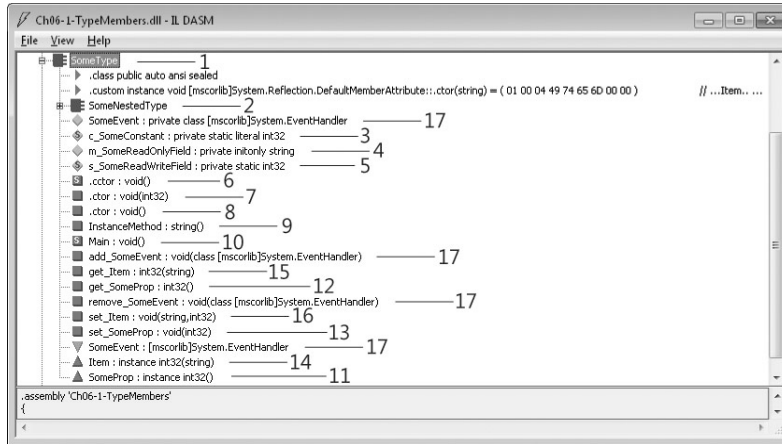 Ch06-1-TypeMembers.dll - IL DASM
File View Help
SomeType 1
.class public auto ansi sealed
.custom instance void [mscorlib]System.Reflection.DefaultMemberAttribute::.ctor(string) = ( 01 00 04 49 74 65 6D 00 00 ) // ...Item.. ...
SomeNestedType 2
SomeEvent : private class [mscorlib]System.EventHandler 17
S c_SomeConstant : private static literal int32 3
m_SomeReadOnlyField : private initonly string 4
S s_SomeReadWriteField : private static int32 5
S .cctor : void() 6
.ctor : void(int32) 7
.ctor : void() 8
InstanceMethod : string() 9
S Main : void() 10
add_SomeEvent : void(class [mscorlib]System.EventHandler) 17
get_Item : int32(string) 15
get_SomeProp : int32() 12
remove_SomeEvent : void(class [mscorlib]System.EventHandler) 17
set_Item : void(string,int32) 16
set_SomeProp : void(int32) 13
SomeEvent : [mscorlib]System.EventHandler 17
Item : instance int32(string) 14
SomeProp : instance int32() 11
.assembly 'Ch06-1-TypeMembers'
{